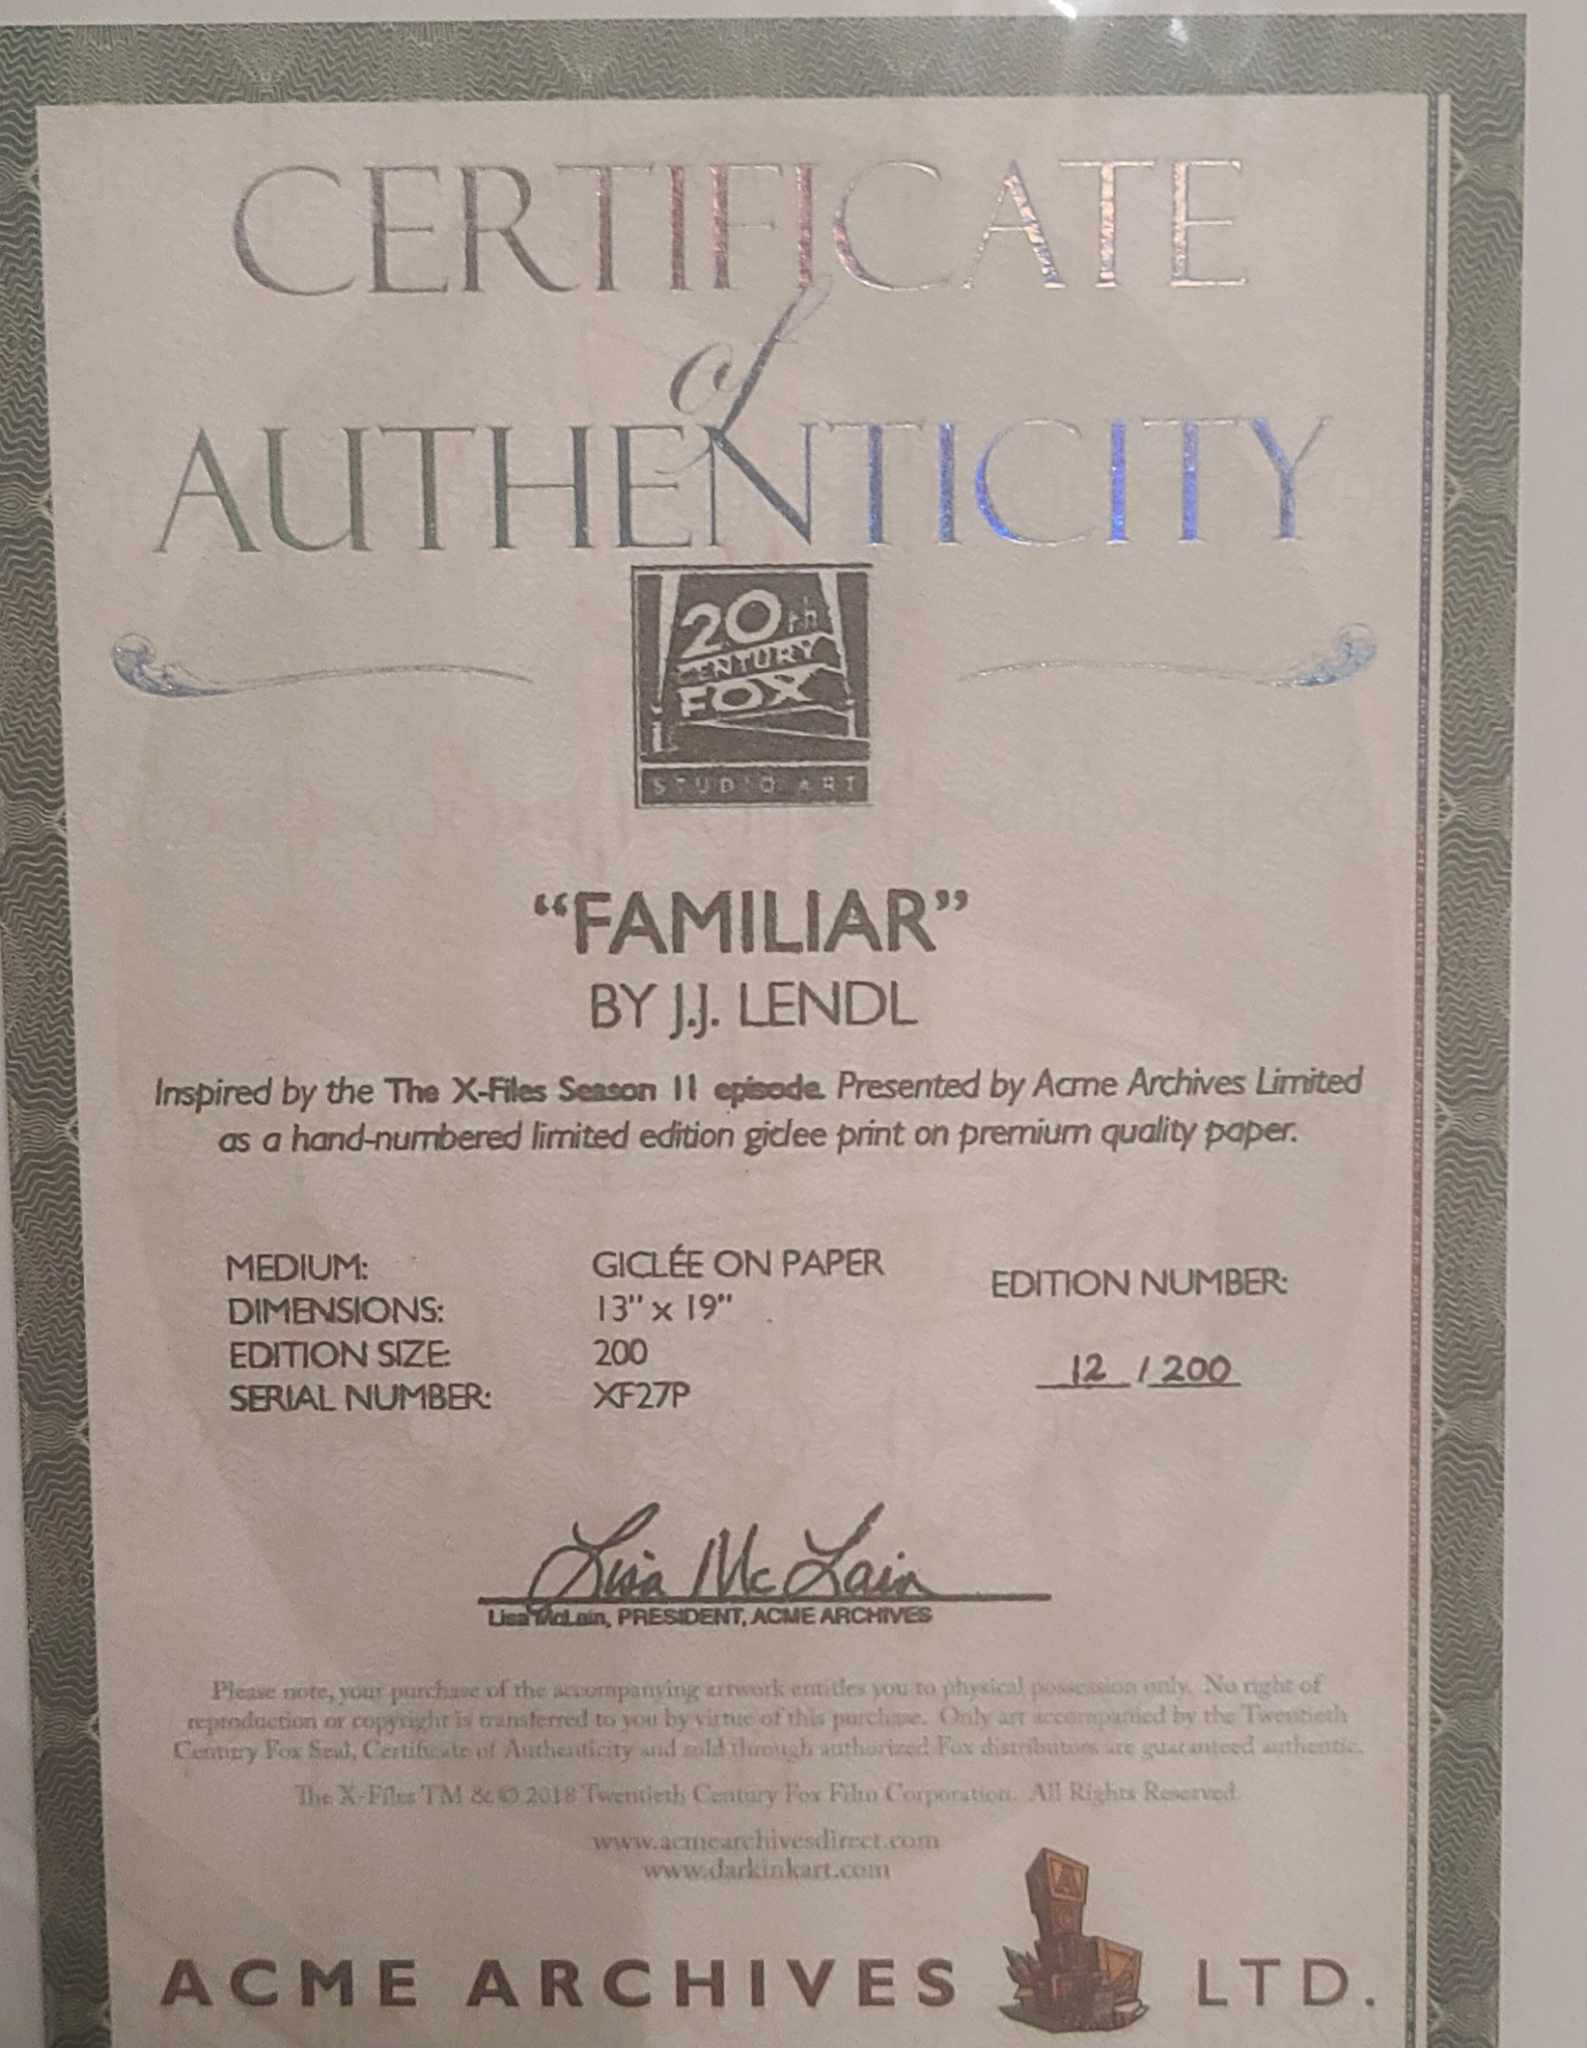 CERTIFICATE
of
AUTHENTICITY
20th
CENTURY
FOX
STUDIO ART
"FAMILIAR"
BY J.J. LENDL
Inspired by the The X-Files Season 11 episode. Presented by Acme Archives Limited
as a hand-numbered limited edition giclee print on premium quality paper.
MEDIUM: GICLÉE ON PAPER
DIMENSIONS: 13" x 19"
EDITION SIZE: 200
SERIAL NUMBER: XF27P
EDITION NUMBER:
12 / 200
Lisa McLain
Lisa McLain, PRESIDENT, ACME ARCHIVES
Please note, your purchase of the accompanying artwork entitles you to physical possession only. No right of
reproduction or copyright is transferred to you by virtue of this purchase. Only art accompanied by the Twentieth
Century Fox Seal, Certificate of Authenticity and sold through authorized Fox distributors are guaranteed authentic.
The X-Files TM & © 2018 Twentieth Century Fox Film Corporation. All Rights Reserved.
www.acmearchivesdirect.com
www.darkinkart.com
A
ACME ARCHIVES LTD.